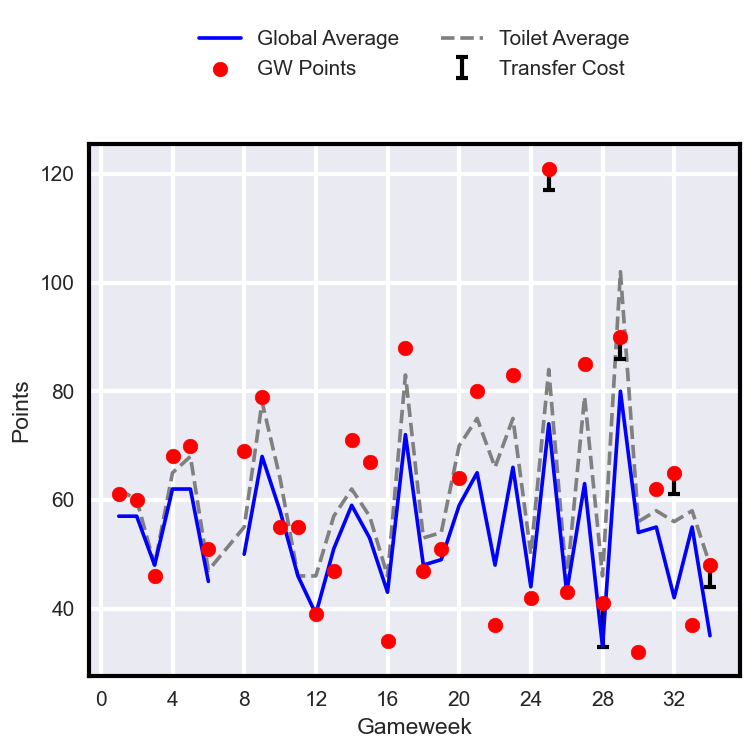 Global Average
Toilet Average
GW Points
Transfer Cost
120
100
80
60
40
Points
0 4 8 12 16 20 24 28 32
Gameweek